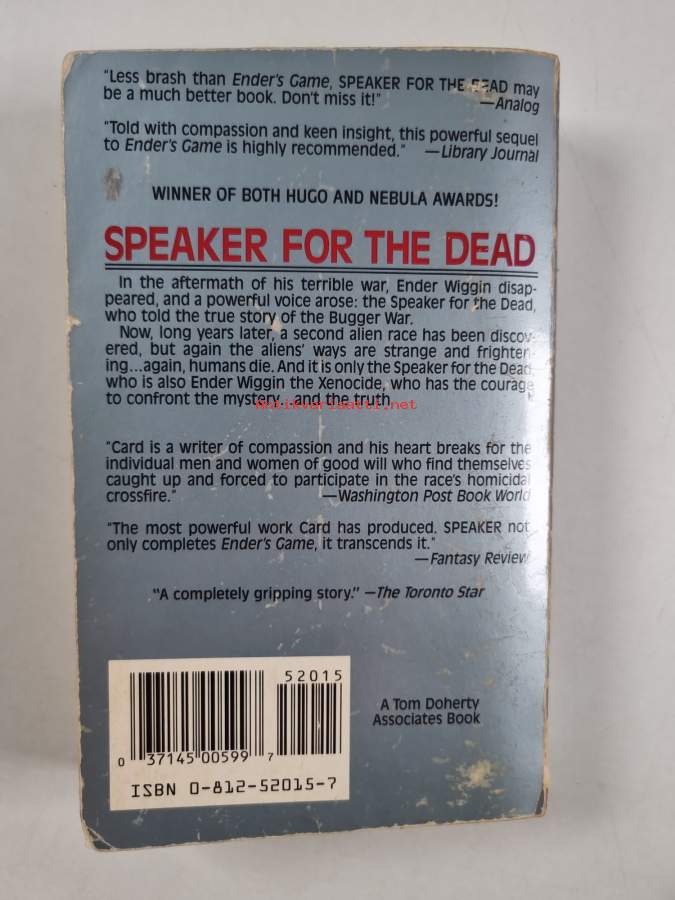 "Less brash than Ender's Game, SPEAKER FOR THE DEAD may
be a much better book. Don't miss it!" —Analog
"Told with compassion and keen insight, this powerful sequel
to Ender's Game is highly recommended." —Library Journal
WINNER OF BOTH HUGO AND NEBULA AWARDS!
SPEAKER FOR THE DEAD
In the aftermath of his terrible war, Ender Wiggin disap-
peared, and a powerful voice arose: the Speaker for the Dead,
who told the true story of the Bugger War.
Now, long years later, a second alien race has been discov-
ered, but again the aliens' ways are strange and frighten-
ing...again, humans die. And it is only the Speaker for the Dead,
who is also Ender Wiggin the Xenocide, who has the courage
to confront the mystery...and the truth.
Antikvariaatti.net
"Card is a writer of compassion and his heart breaks for the
individual men and women of good will who find themselves
caught up and forced to participate in the race's homicidal
crossfire." —Washington Post Book World
"The most powerful work Card has produced. SPEAKER not
only completes Ender's Game, it transcends it."
—Fantasy Review
"A completely gripping story." —The Toronto Star
52015
0 37145 00599 7
ISBN 0-812-52015-7
A Tom Doherty
Associates Book